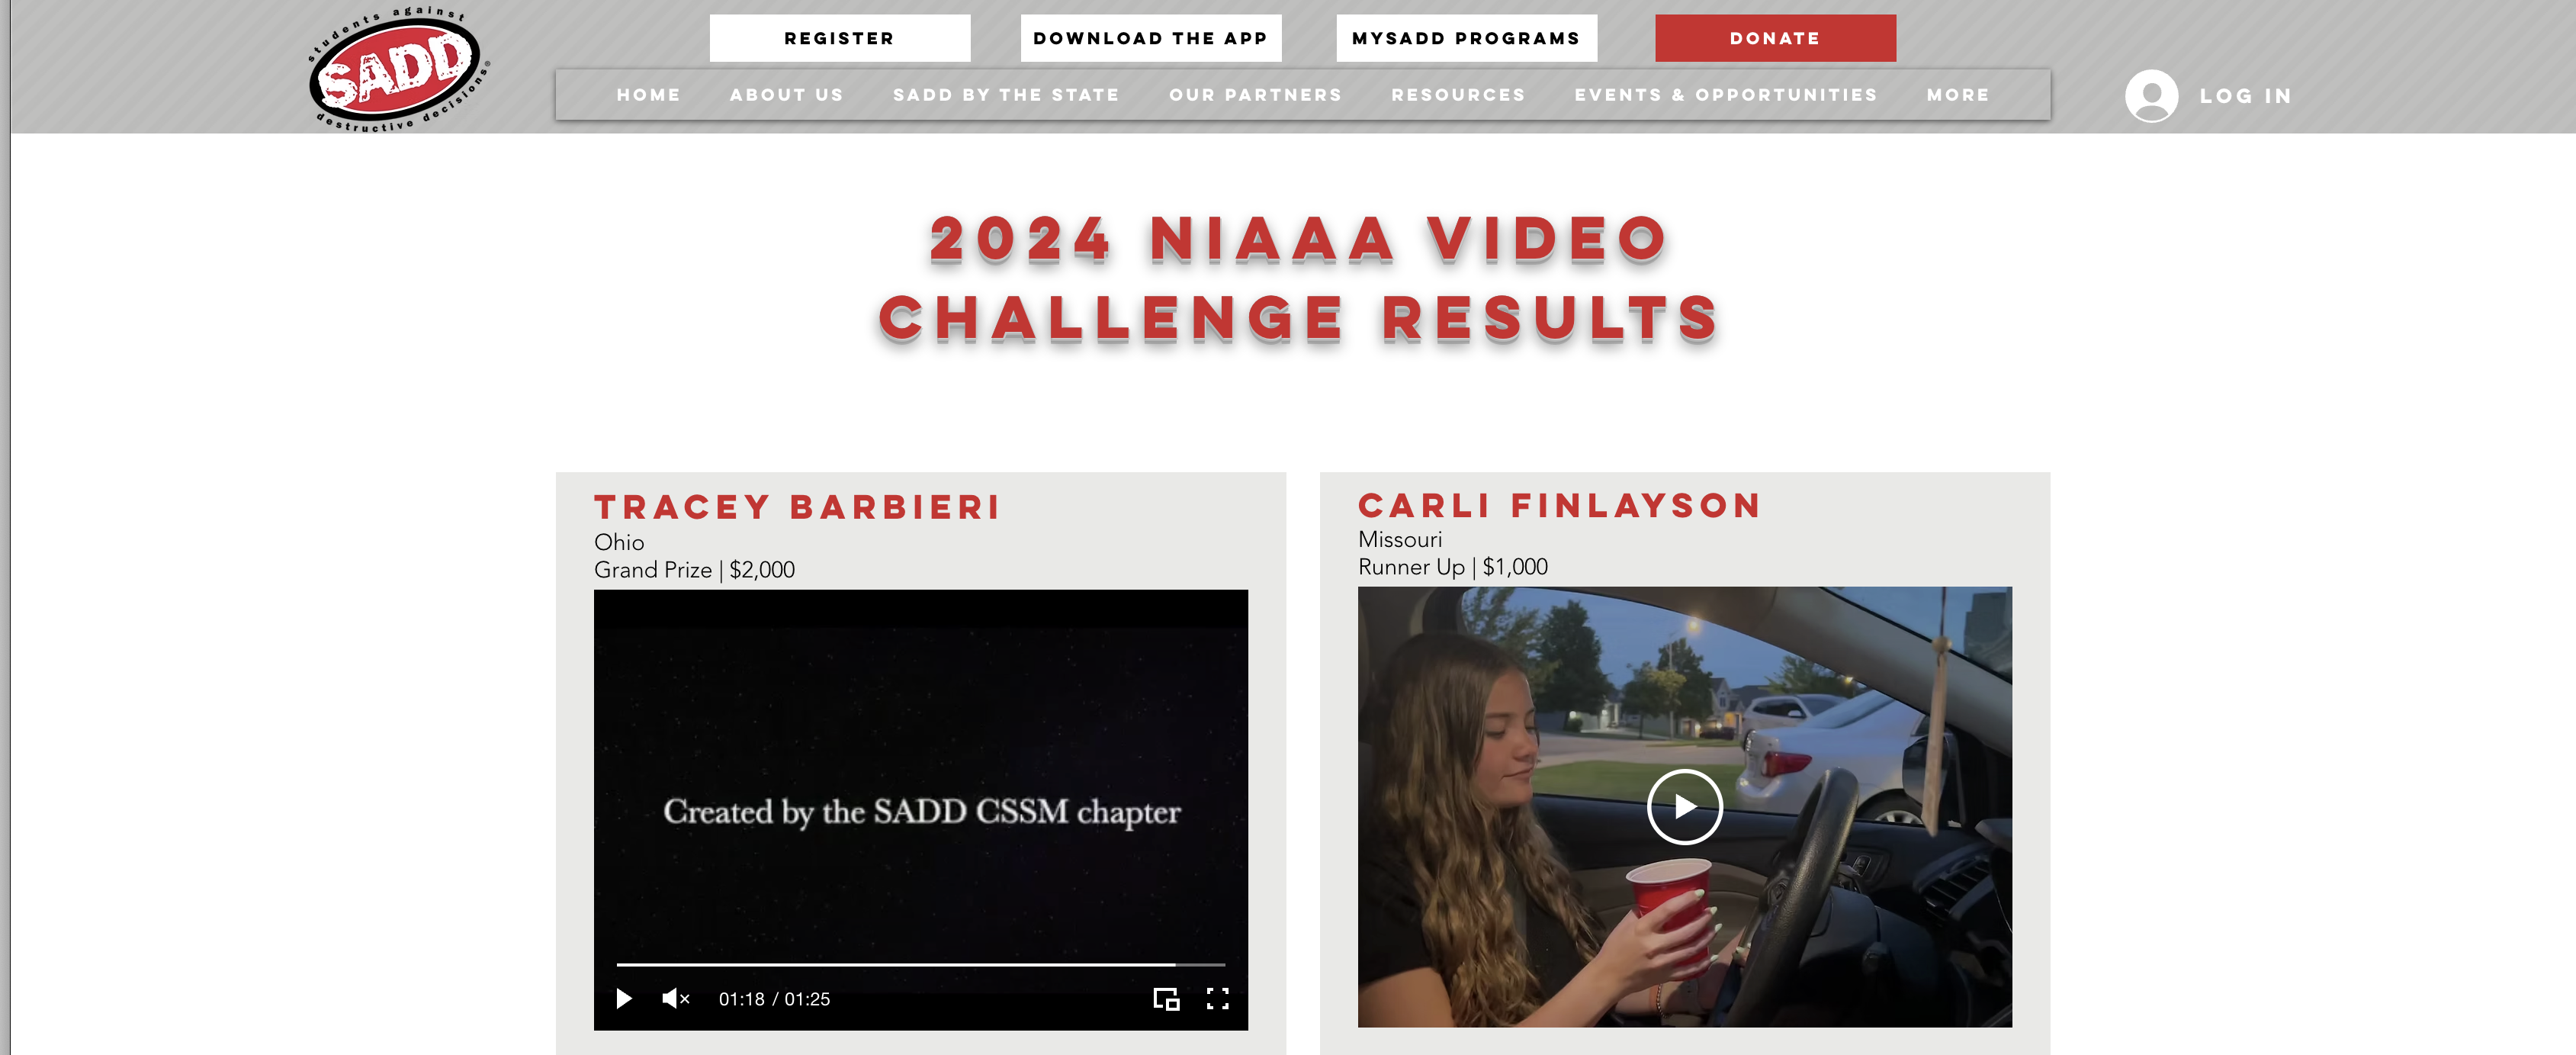 students against
SADD
destructive decisions®
REGISTER
DOWNLOAD THE APP
MYSADD PROGRAMS
DONATE
HOME
ABOUT US
SADD BY THE STATE
OUR PARTNERS
RESOURCES
EVENTS & OPPORTUNITIES
MORE
LOG IN
2024 NIAAA VIDEO
CHALLENGE RESULTS
TRACEY BARBIERI
Ohio
Grand Prize | $2,000
Created by the SADD CSSM chapter
01:18 / 01:25
CARLI FINLAYSON
Missouri
Runner Up | $1,000